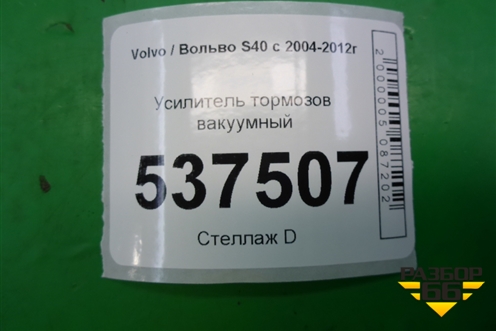 Volvo / Вольво S40 с 2004-2012г
Усилитель тормозов
вакуумный
537507
Стеллаж D
2000005087202
РАЗБОР
66